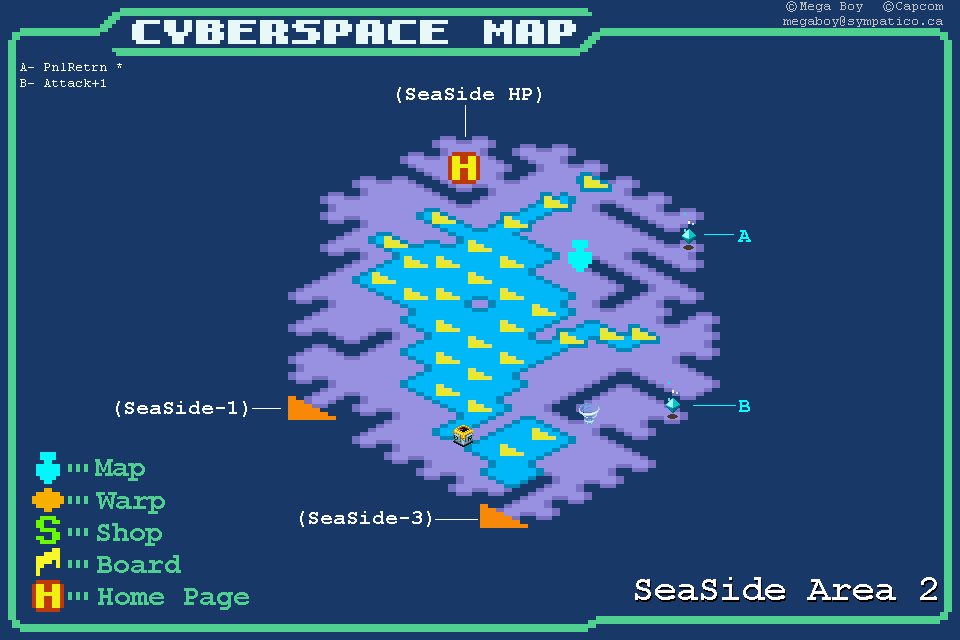 ©Mega Boy ©Capcom
megaboy@sympatico.ca
CYBERSPACE MAP
A- PnlRetrn *
B- Attack+1
(SeaSide HP)
H
A
(SeaSide-1)
B
(SeaSide-3)
Map
Warp
S Shop
Board
H Home Page
SeaSide Area 2